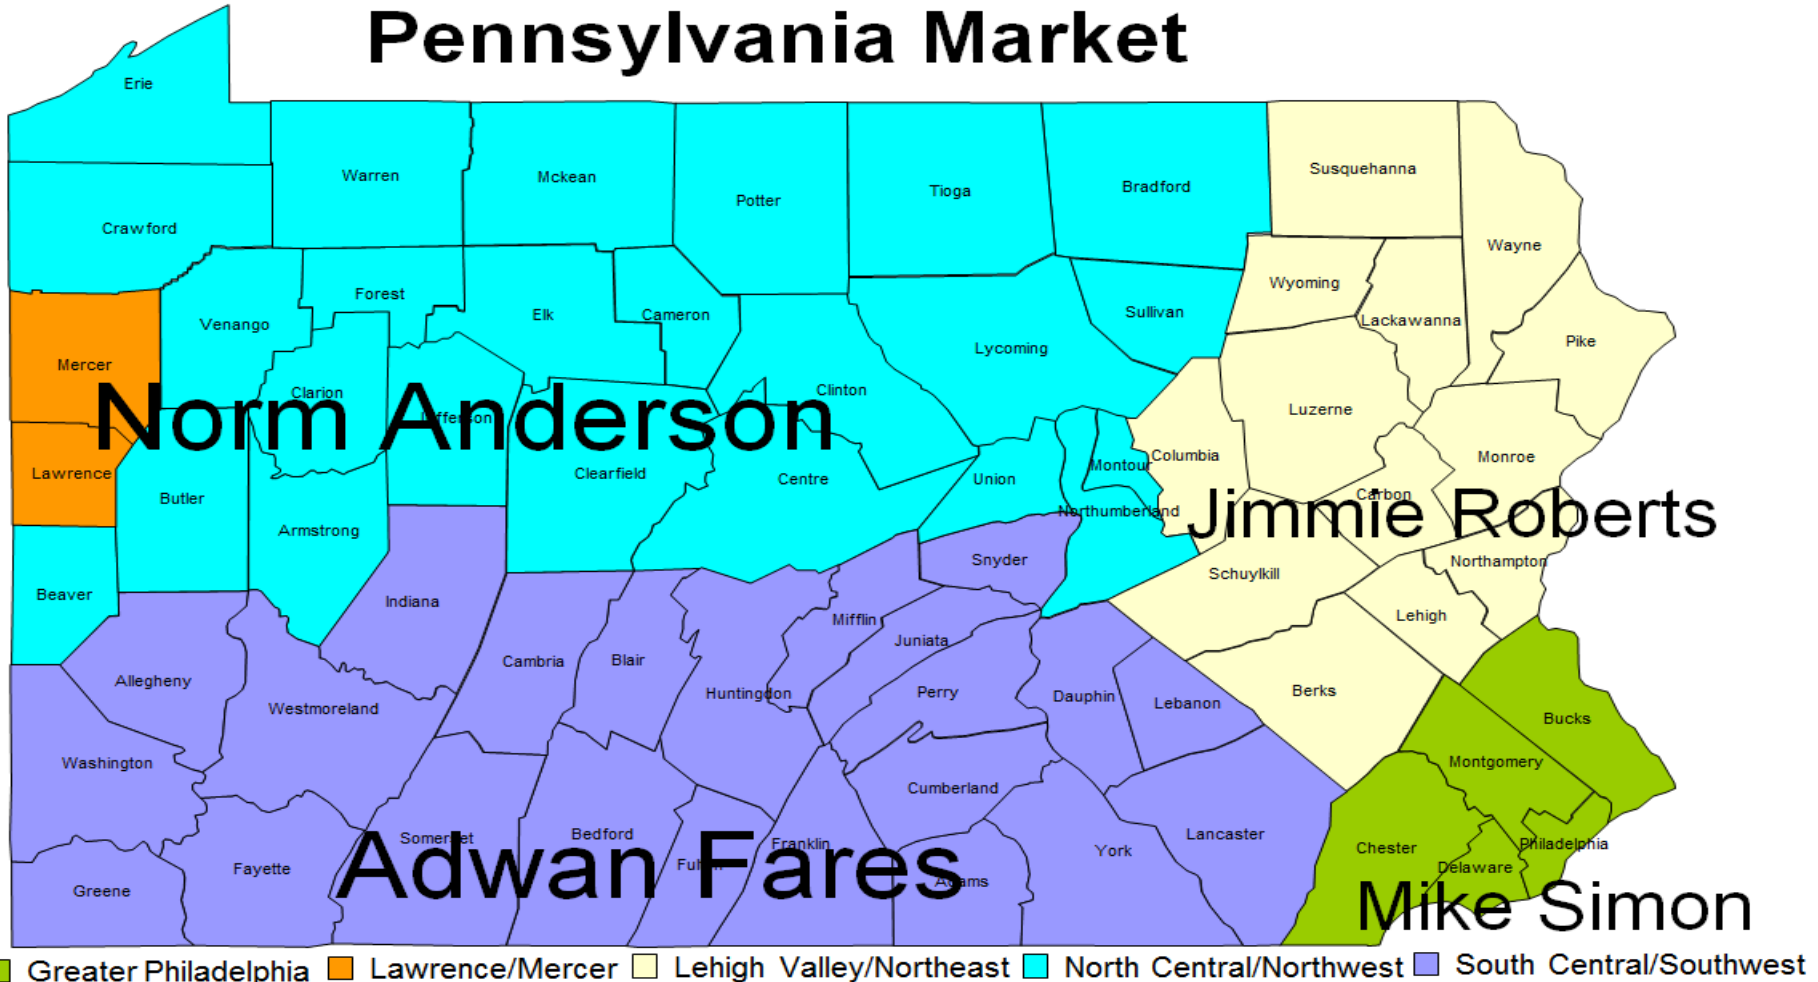 Pennsylvania Market
Erie
Warren
Mckean
Potter
Tioga
Bradford
Susquehanna
Crawford
Wayne
Forest
Venango
Elk
Cameron
Sullivan
Wyoming
Lackawanna
Lycoming
Pike
Mercer
Clarion
Clinton
Luzerne
Norm Anderson
Jefferson
Lawrence
Butler
Clearfield
Centre
Union
Montour
Columbia
Monroe
Carbon
Northumberland
Jimmie Roberts
Armstrong
Snyder
Northampton
Schuylkill
Beaver
Indiana
Mifflin
Lehigh
Juniata
Cambria
Blair
Allegheny
Huntingdon
Perry
Dauphin
Lebanon
Berks
Westmoreland
Bucks
Washington
Montgomery
Cumberland
Somerset
Bedford
Franklin
York
Lancaster
Chester
Philadelphia
Adwan Fares
Fayette
Delaware
Greene
Adams
Mike Simon
Greater Philadelphia Lawrence/Mercer Lehigh Valley/Northeast North Central/Northwest South Central/Southwest